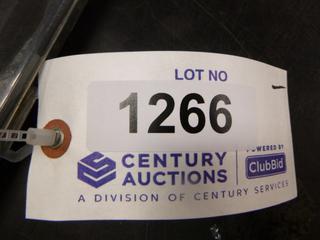 LOT NO
1266
CENTURY AUCTIONS
POWERED BY
ClubBid
A DIVISION OF CENTURY SERVICES